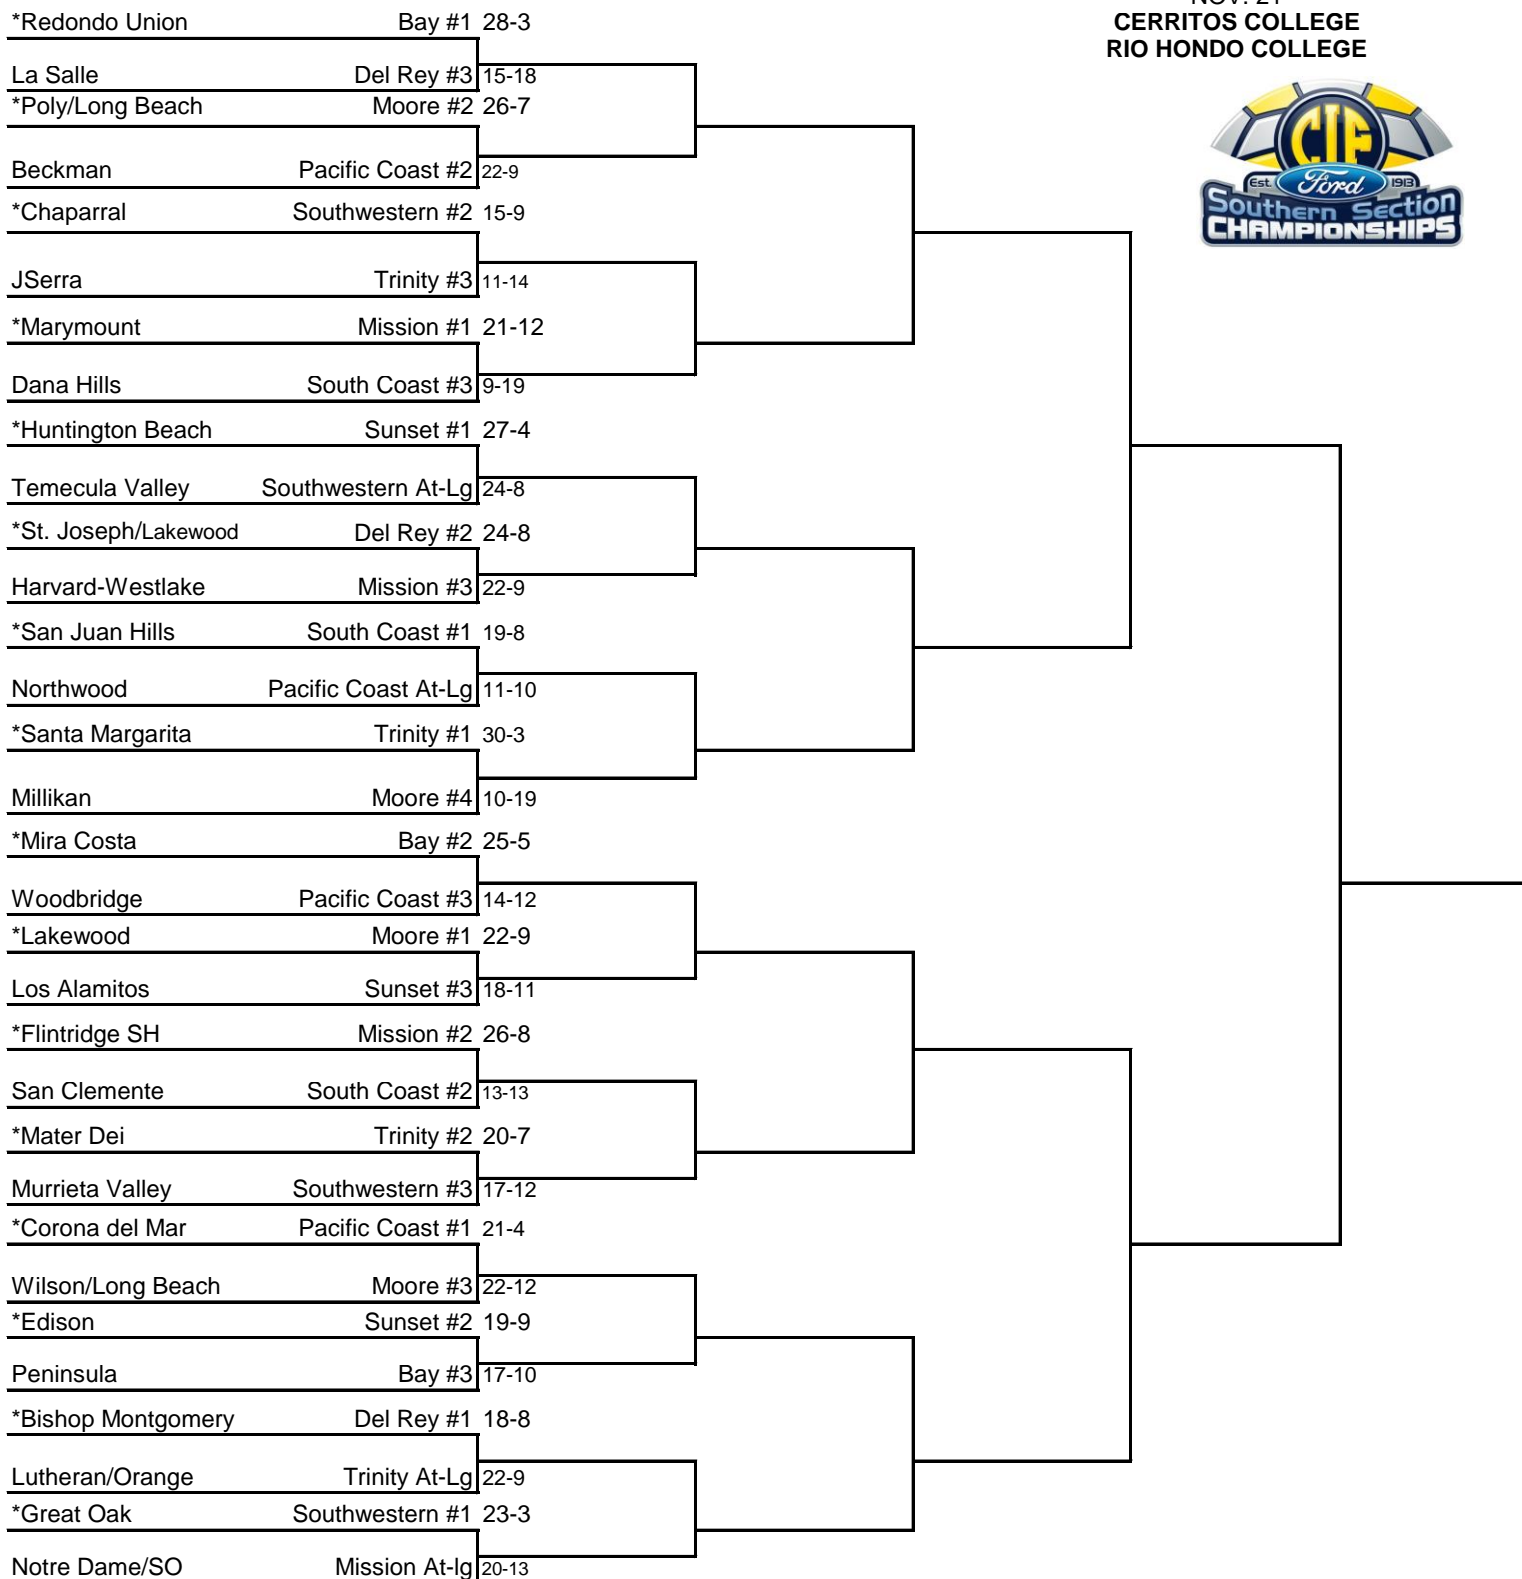 NOV. 21
CERRITOS COLLEGE
RIO HONDO COLLEGE
CIF
Est. Ford 1913
Southern Section
CHAMPIONSHIPS
*Redondo Union Bay #1 28-3
La Salle Del Rey #3 15-18
*Poly/Long Beach Moore #2 26-7
Beckman Pacific Coast #2 22-9
*Chaparral Southwestern #2 15-9
JSerra Trinity #3 11-14
*Marymount Mission #1 21-12
Dana Hills South Coast #3 9-19
*Huntington Beach Sunset #1 27-4
Temecula Valley Southwestern At-Lg 24-8
*St. Joseph/Lakewood Del Rey #2 24-8
Harvard-Westlake Mission #3 22-9
*San Juan Hills South Coast #1 19-8
Northwood Pacific Coast At-Lg 11-10
*Santa Margarita Trinity #1 30-3
Millikan Moore #4 10-19
*Mira Costa Bay #2 25-5
Woodbridge Pacific Coast #3 14-12
*Lakewood Moore #1 22-9
Los Alamitos Sunset #3 18-11
*Flintridge SH Mission #2 26-8
San Clemente South Coast #2 13-13
*Mater Dei Trinity #2 20-7
Murrieta Valley Southwestern #3 17-12
*Corona del Mar Pacific Coast #1 21-4
Wilson/Long Beach Moore #3 22-12
*Edison Sunset #2 19-9
Peninsula Bay #3 17-10
*Bishop Montgomery Del Rey #1 18-8
Lutheran/Orange Trinity At-Lg 22-9
*Great Oak Southwestern #1 23-3
Notre Dame/SO Mission At-lg 20-13